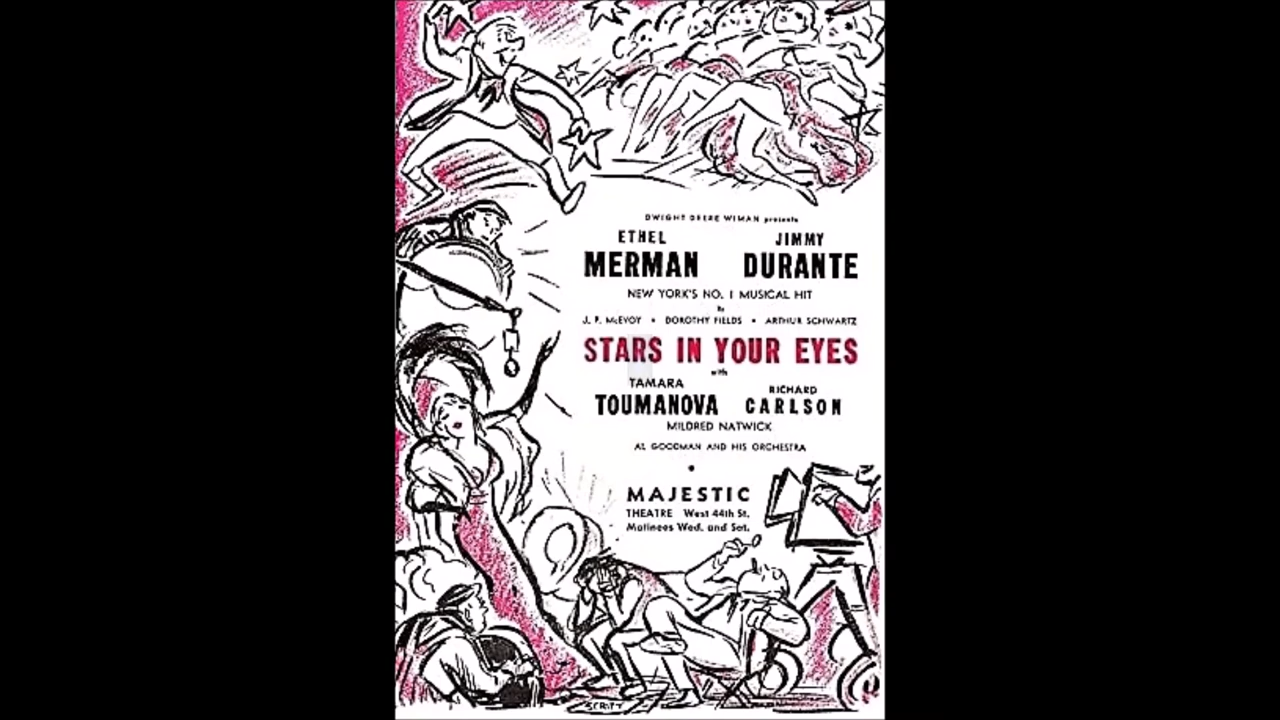 DWIGHT DEERE WIMAN presents
ETHEL JIMMY
MERMAN DURANTE
NEW YORK'S NO. 1 MUSICAL HIT
By
J. P. McEVOY • DOROTHY FIELDS • ARTHUR SCHWARTZ
STARS IN YOUR EYES
with
TAMARA RICHARD
TOUMANOVA CARLSON
MILDRED NATWICK
AL GOODMAN AND HIS ORCHESTRA
MAJESTIC
THEATRE West 44th St.
Matinees Wed. and Sat.